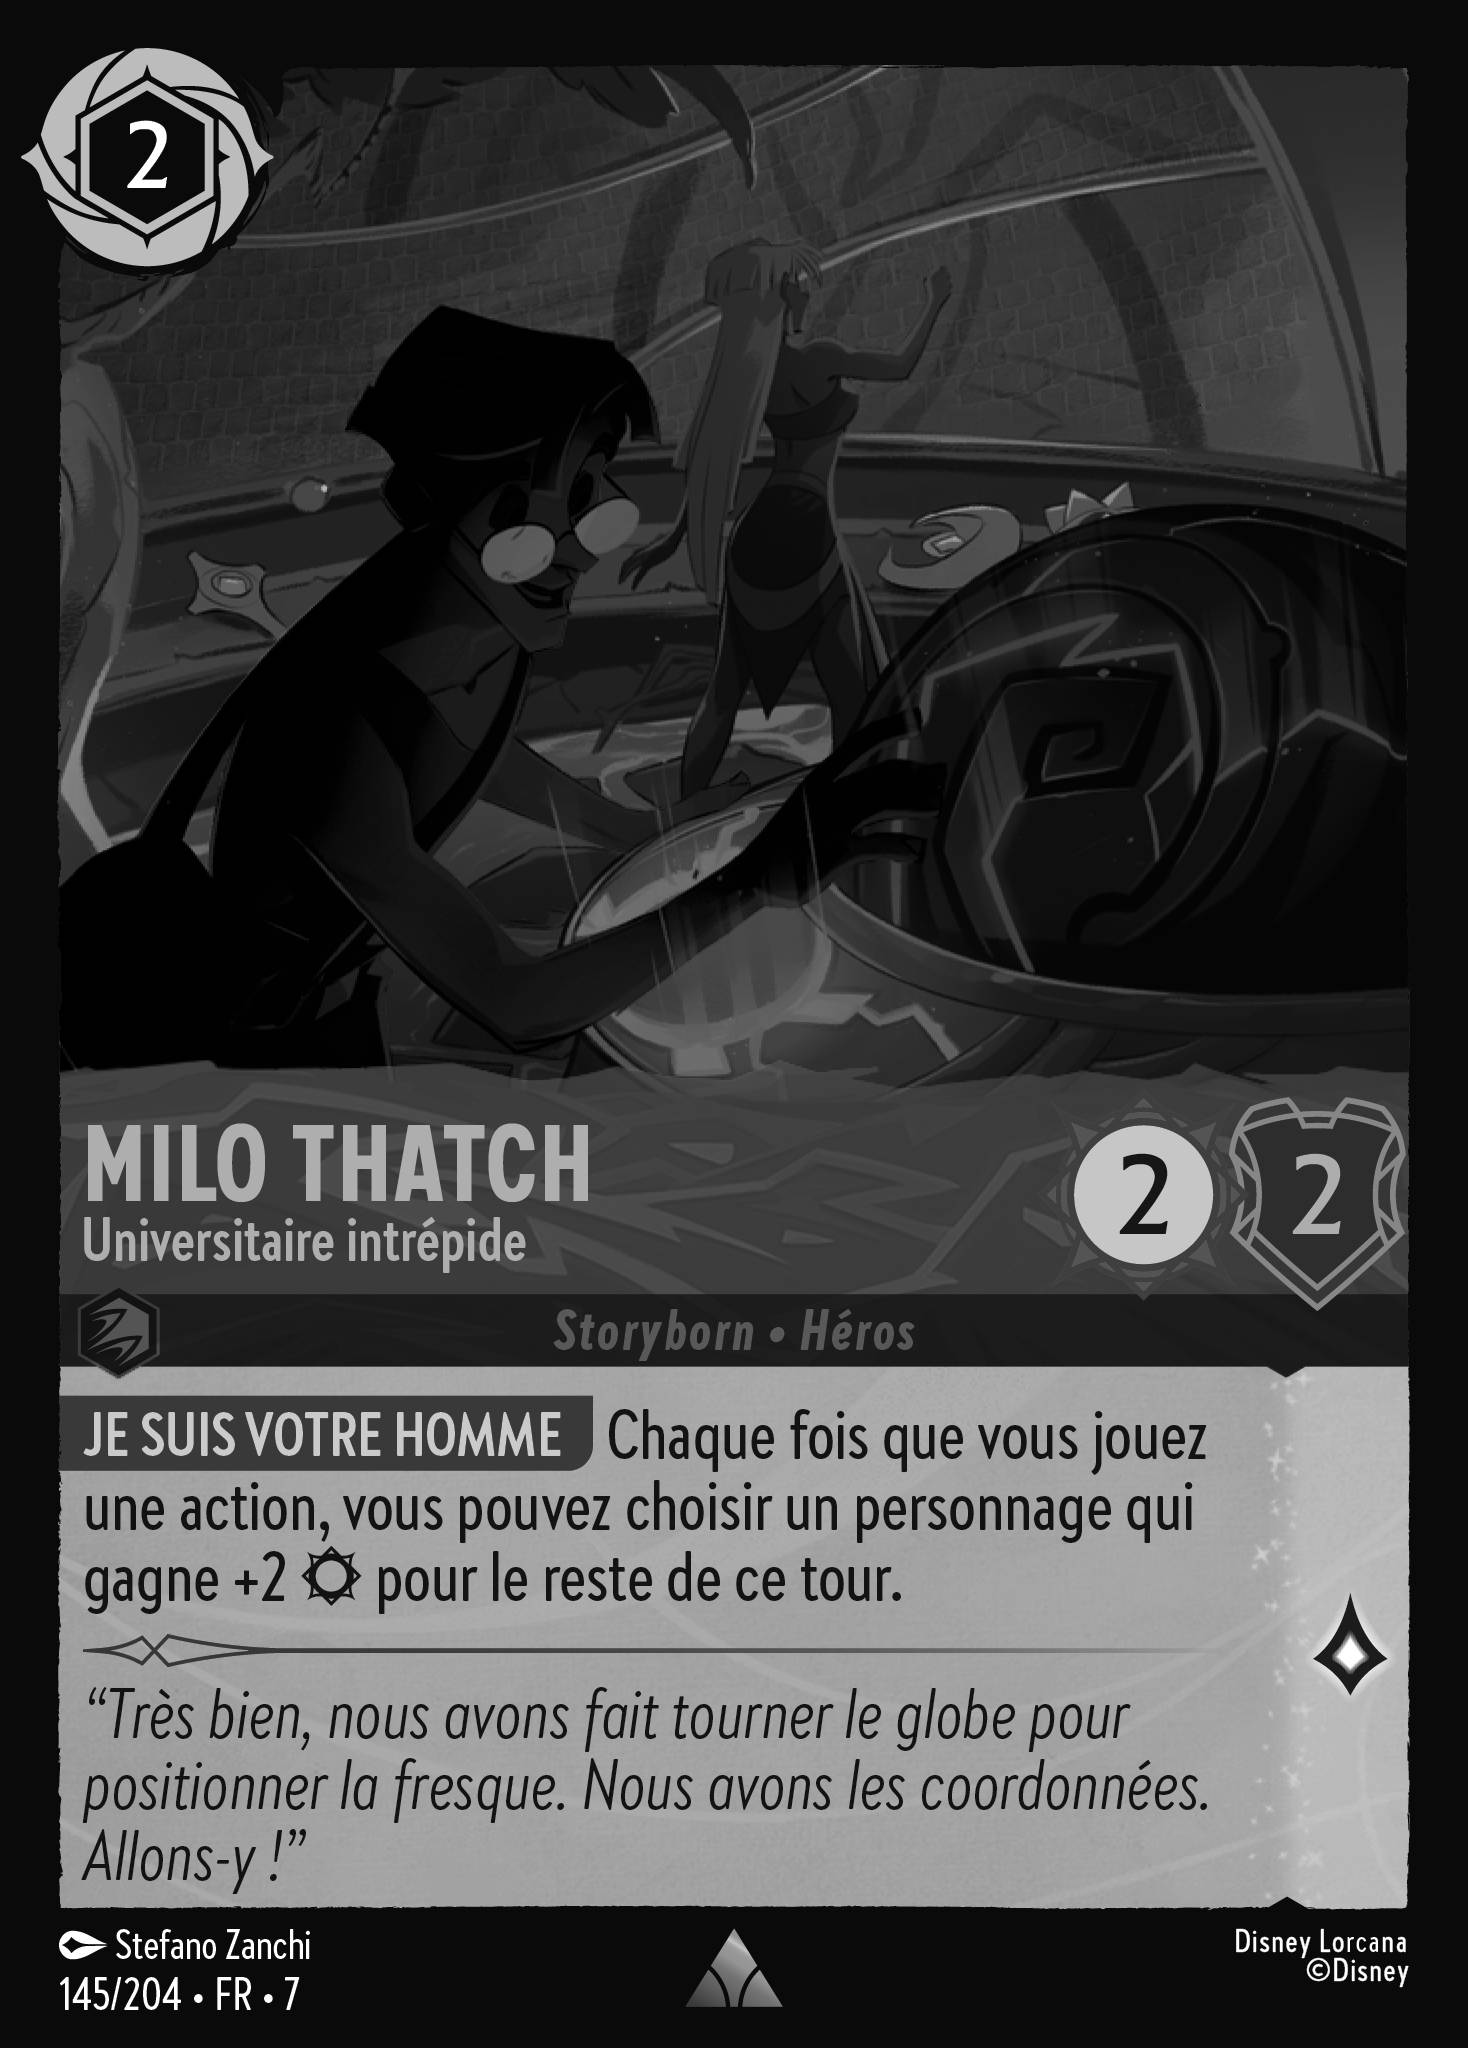 2
MILO THATCH
Universitaire intrépide
2 2
Storyborn • Héros
JE SUIS VOTRE HOMME Chaque fois que vous jouez
une action, vous pouvez choisir un personnage qui
gagne +2 pour le reste de ce tour.
“Très bien, nous avons fait tourner le globe pour
positionner la fresque. Nous avons les coordonnées.
Allons-y !”
Stefano Zanchi
145/204 • FR • 7
Disney Lorcana
©Disney